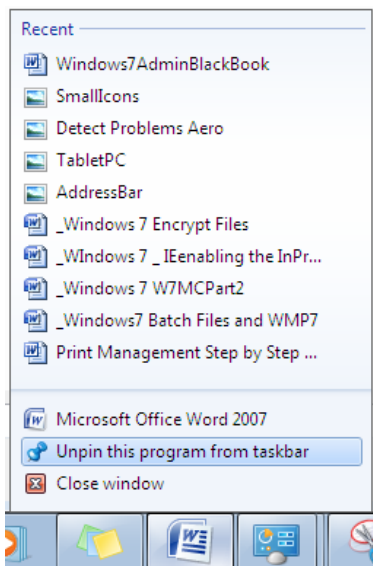 Recent
Windows7AdminBlackBook
SmallIcons
Detect Problems Aero
TabletPC
AddressBar
_Windows 7 Encrypt Files
_WIndows 7 _ IEenabling the InPr...
_Windows 7 W7MCPart2
_Windows7 Batch Files and WMP7
Print Management Step by Step ...
Microsoft Office Word 2007
Unpin this program from taskbar
Close window